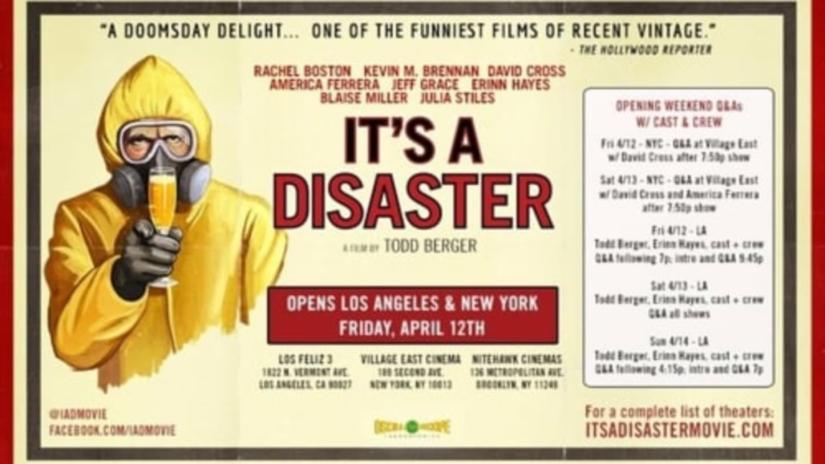 "A DOOMSDAY DELIGHT... ONE OF THE FUNNIEST FILMS OF RECENT VINTAGE."
- THE HOLLYWOOD REPORTER
RACHEL BOSTON KEVIN M. BRENNAN DAVID CROSS
AMERICA FERRERA JEFF GRACE ERINN HAYES
BLAISE MILLER JULIA STILES
IT'S A
DISASTER
A FILM BY TODD BERGER
OPENS LOS ANGELES & NEW YORK
FRIDAY, APRIL 12TH
LOS FELIZ 3
1822 N. VERMONT AVE.
LOS ANGELES, CA 90027
VILLAGE EAST CINEMA
189 SECOND AVE.
NEW YORK, NY 10013
NITEHAWK CINEMAS
136 METROPOLITAN AVE.
BROOKLYN, NY 11249
OPENING WEEKEND Q&As
W/ CAST & CREW
Fri 4/12 - NYC - Q&A at Village East
w/ David Cross after 7:50p show
Sat 4/13 - NYC - Q&A at Village East
w/ David Cross and America Ferrera
after 7:50p show
Fri 4/12 - LA
Todd Berger, Erinn Hayes, cast + crew
Q&A following 7p; intro and Q&A 9:45p
Sat 4/13 - LA
Todd Berger, Erinn Hayes, cast + crew
Q&A all shows
Sun 4/14 - LA
Todd Berger, Erinn Hayes, cast + crew
Q&A following 4:15p; intro and Q&A 7p
@IADMOVIE
FACEBOOK.COM/IADMOVIE
OSCILLOSCOPE
LABORATORIES
For a complete list of theaters:
ITSADISASTERMOVIE.COM